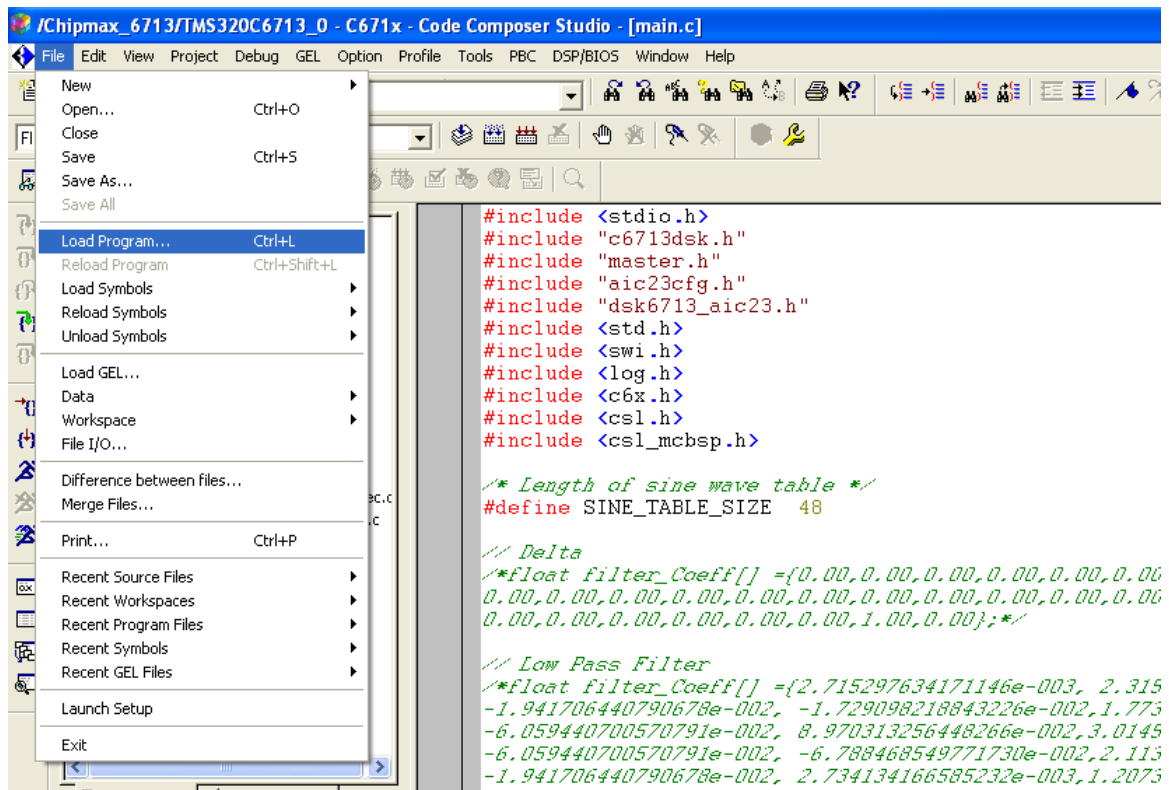 /Chipmax_6713/TMS320C6713_0 - C671x - Code Composer Studio - [main.c]
File Edit View Project Debug GEL Option Profile Tools PBC DSP/BIOS Window Help
New
Open... Ctrl+O
Close
Save Ctrl+S
Save As...
Save All
Load Program... Ctrl+L
Reload Program Ctrl+Shift+L
Load Symbols
Reload Symbols
Unload Symbols
Load GEL...
Data
Workspace
File I/O...
Difference between files...
Merge Files...
Print... Ctrl+P
Recent Source Files
Recent Workspaces
Recent Program Files
Recent Symbols
Recent GEL Files
Launch Setup
Exit
FI
ec.c
.c
#include <stdio.h>
#include "c6713dsk.h"
#include "master.h"
#include "aic23cfg.h"
#include "dsk6713_aic23.h"
#include <std.h>
#include <swi.h>
#include <log.h>
#include <c6x.h>
#include <csl.h>
#include <csl_mcbsp.h>
/* Length of sine wave table */
#define SINE_TABLE_SIZE 48
// Delta
/*float filter_Coeff[] ={0.00,0.00,0.00,0.00,0.00,0.00
0.00,0.00,0.00,0.00,0.00,0.00,0.00,0.00,0.00,0.00,0.00
0.00,0.00,0.00,0.00,0.00,0.00,1.00,0.00};*/
// Low Pass Filter
/*float filter_Coeff[] ={2.715297634171146e-003, 2.315
-1.941706440790678e-002, -1.729098218843226e-002,1.773
-6.059440700570791e-002, 8.970313256448266e-002,3.0145
-6.059440700570791e-002, -6.788468549771730e-002,2.113
-1.941706440790678e-002, 2.734134166585232e-003,1.2073